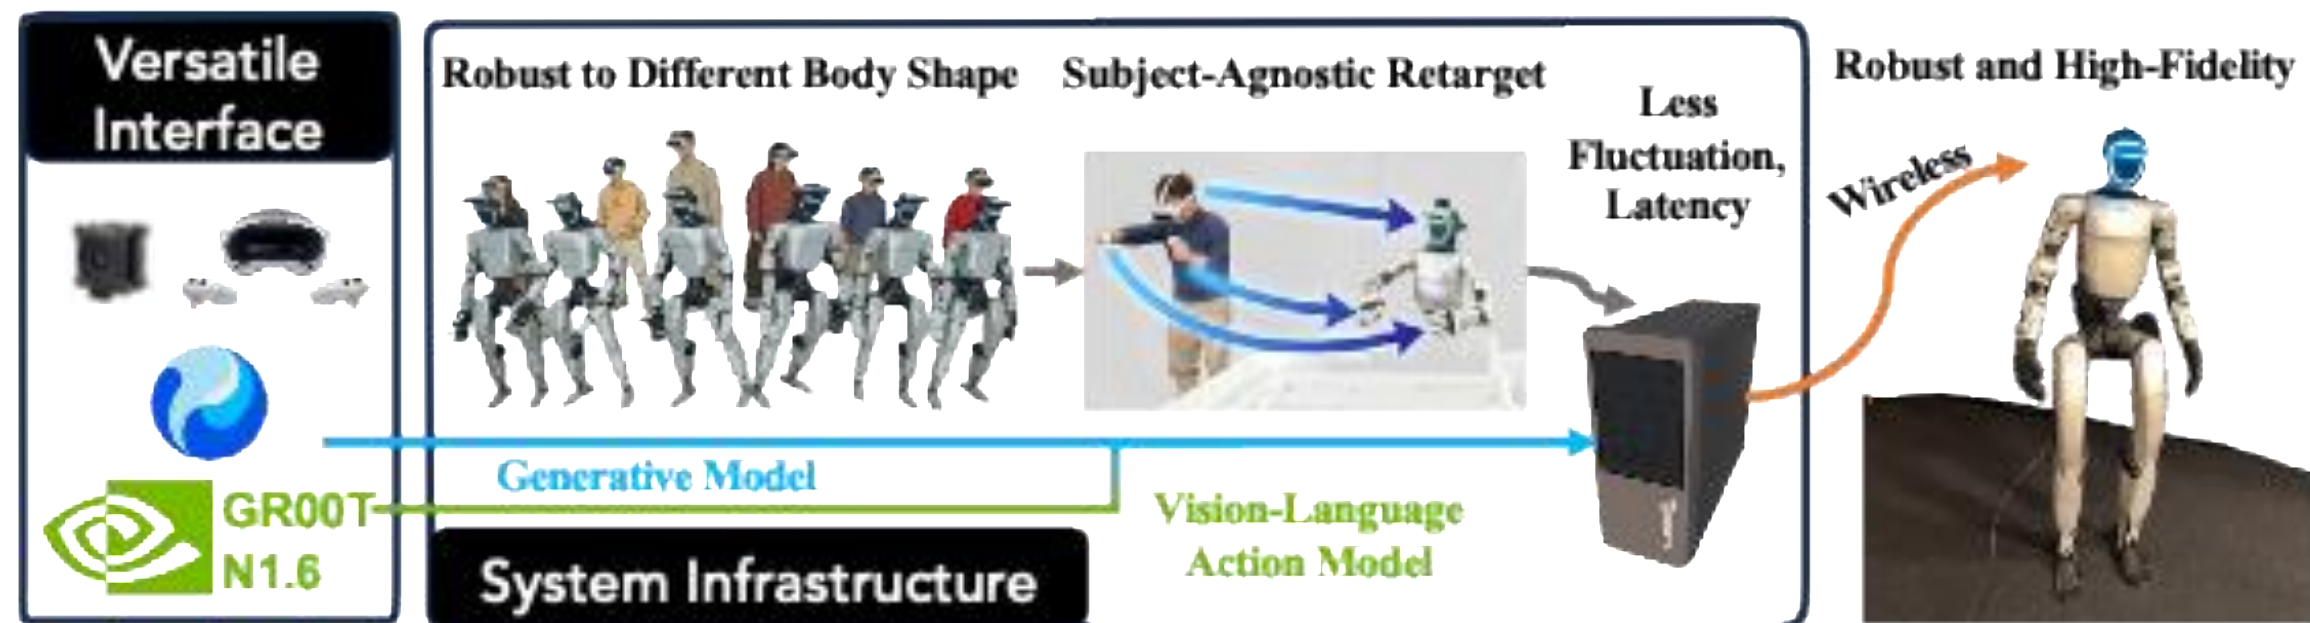 Versatile
Interface
GR00T
N1.6
Robust to Different Body Shape
Subject-Agnostic Retarget
Less
Fluctuation,
Latency
Generative Model
Vision-Language
Action Model
System Infrastructure
Wireless
Robust and High-Fidelity